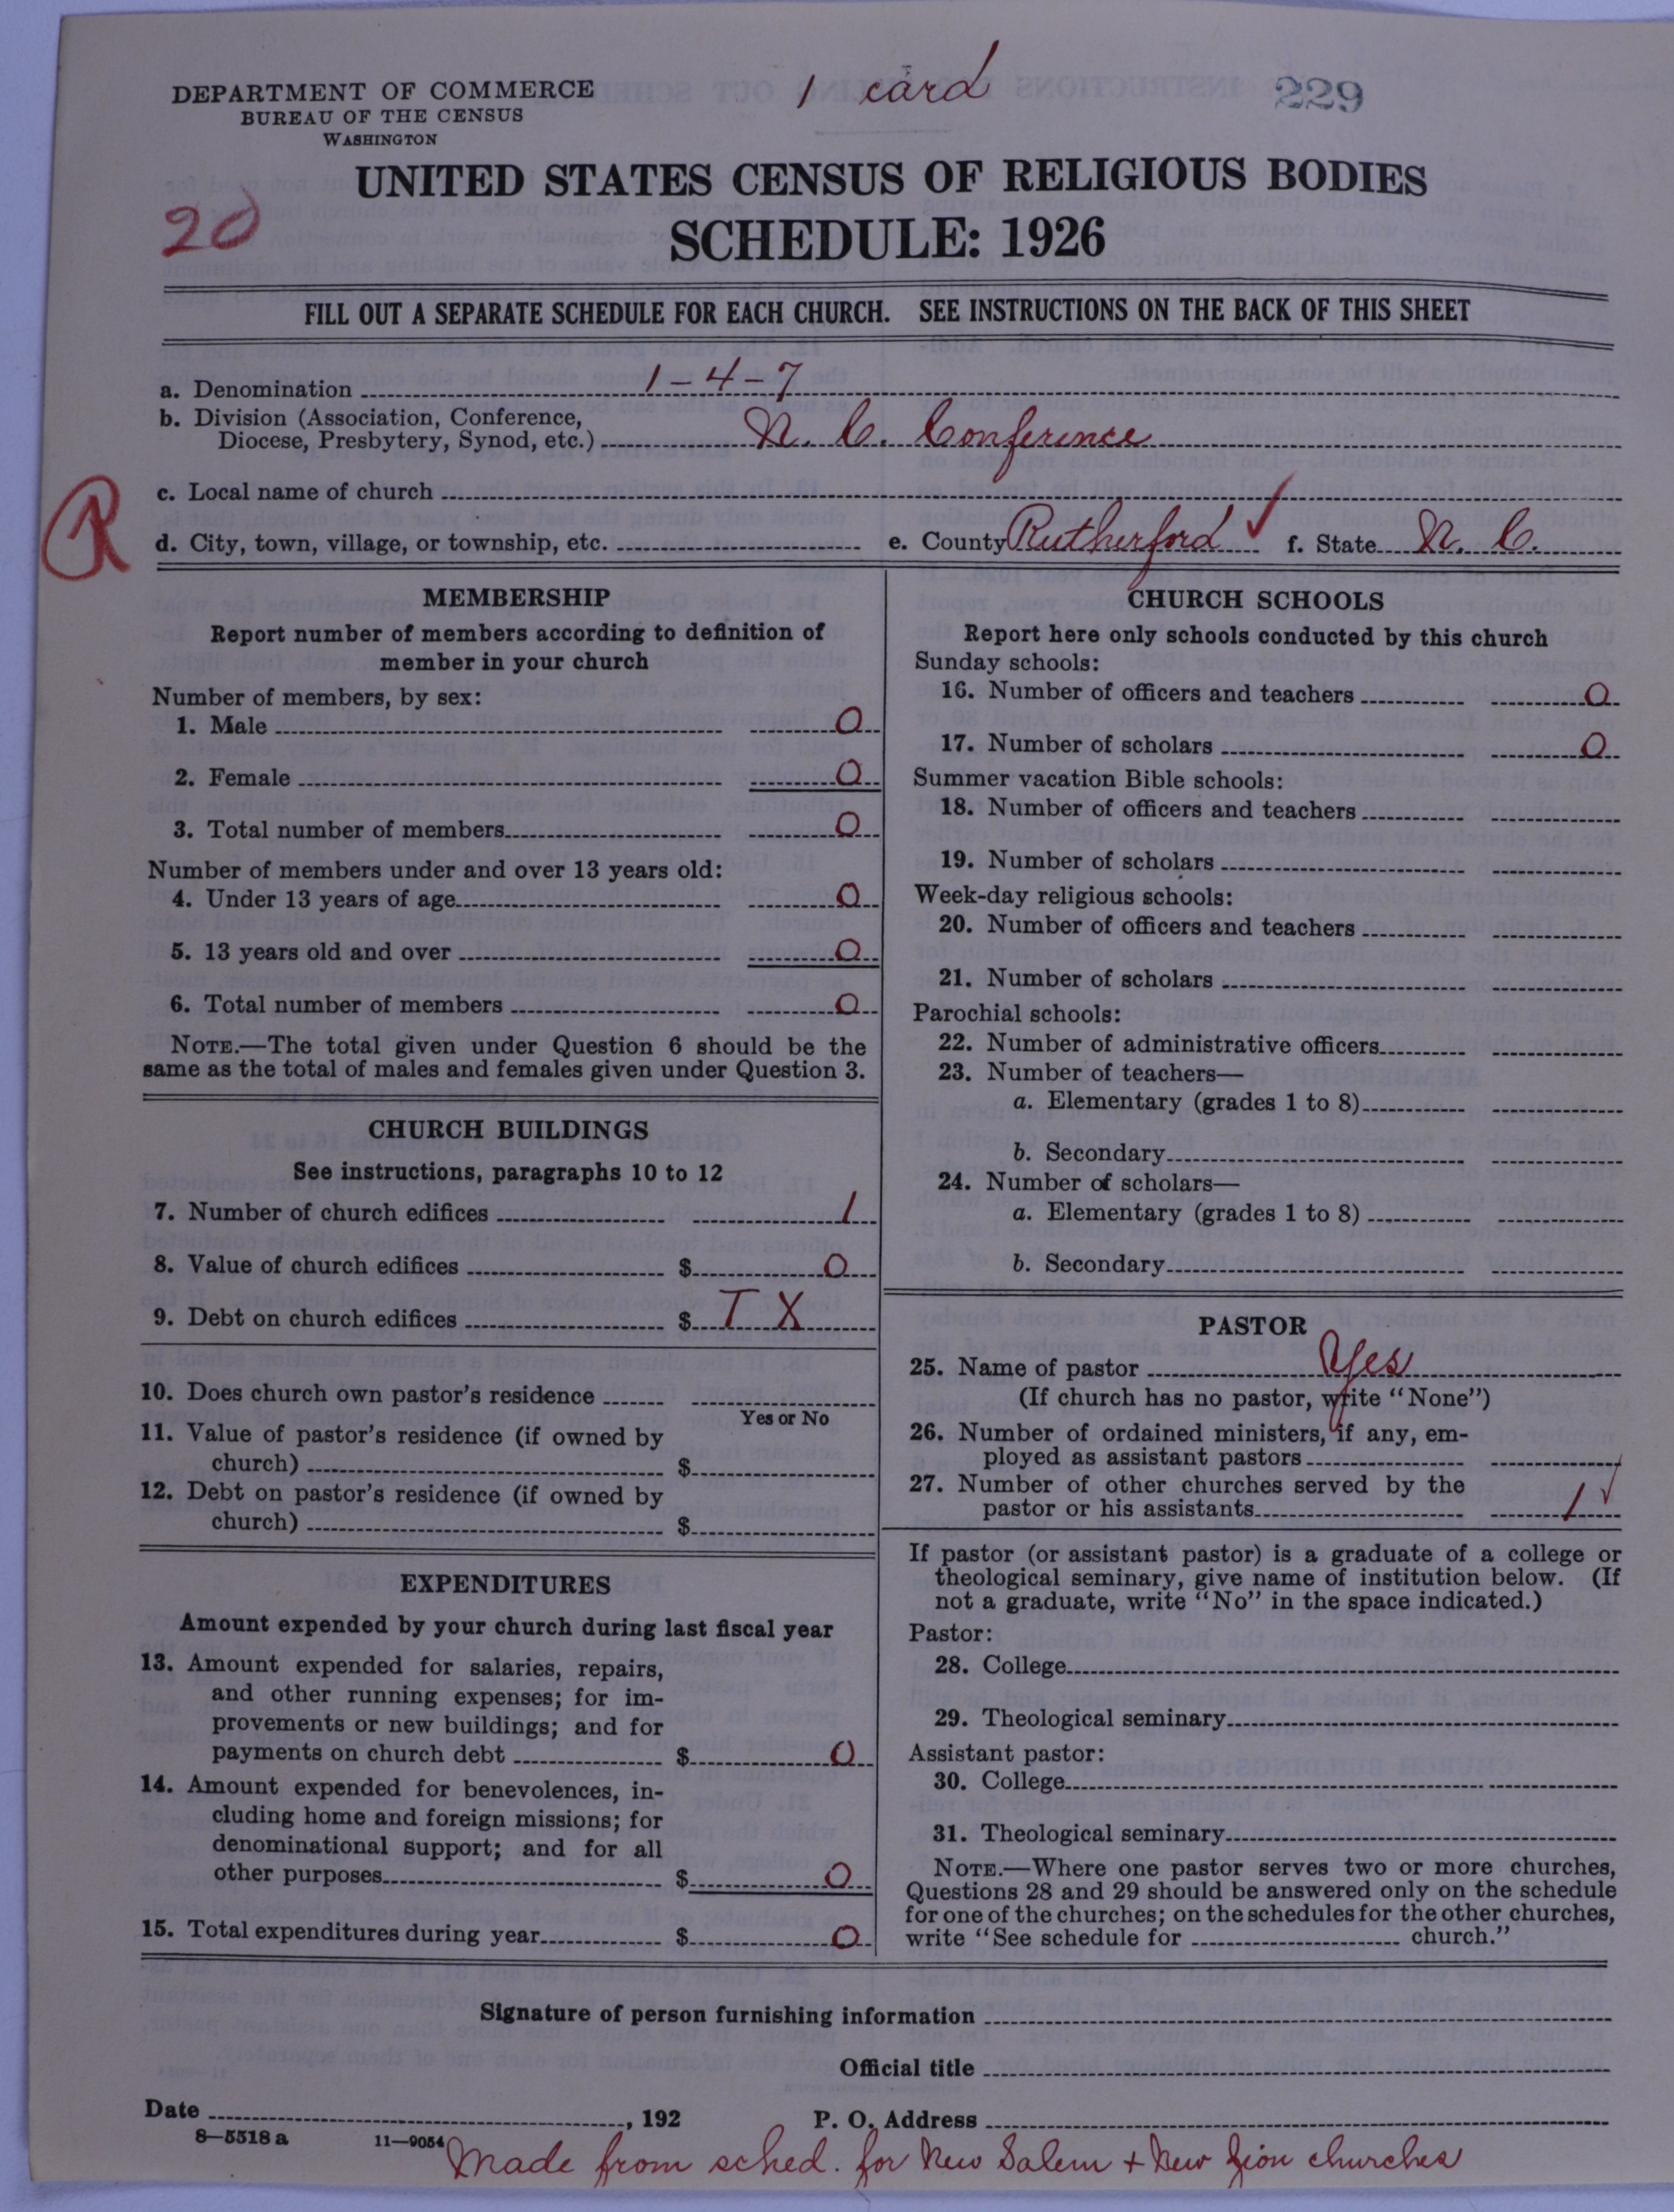 1 card
229
DEPARTMENT OF COMMERCE
BUREAU OF THE CENSUS
WASHINGTON
UNITED STATES CENSUS OF RELIGIOUS BODIES
20
SCHEDULE: 1926
FILL OUT A SEPARATE SCHEDULE FOR EACH CHURCH. SEE INSTRUCTIONS ON THE BACK OF THIS SHEET
a. Denomination 1-4-7
b. Division (Association, Conference,
Diocese, Presbytery, Synod, etc.) N. C. Conference
c. Local name of church
R
d. City, town, village, or township, etc. e. County Rutherford ✓ f. State N. C.
MEMBERSHIP
Report number of members according to definition of
member in your church
Number of members, by sex:
1. Male 0
2. Female 0
3. Total number of members 0
Number of members under and over 13 years old:
4. Under 13 years of age 0
5. 13 years old and over 0
6. Total number of members 0
NOTE.—The total given under Question 6 should be the
same as the total of males and females given under Question 3.
CHURCH BUILDINGS
See instructions, paragraphs 10 to 12
7. Number of church edifices 1
8. Value of church edifices $ 0
9. Debt on church edifices $ T X
10. Does church own pastor's residence
Yes or No
11. Value of pastor's residence (if owned by
church) $
12. Debt on pastor's residence (if owned by
church) $
EXPENDITURES
Amount expended by your church during last fiscal year
13. Amount expended for salaries, repairs,
and other running expenses; for im-
provements or new buildings; and for
payments on church debt $ 0
14. Amount expended for benevolences, in-
cluding home and foreign missions; for
denominational support; and for all
other purposes $ 0
15. Total expenditures during year $ 0
CHURCH SCHOOLS
Report here only schools conducted by this church
Sunday schools:
16. Number of officers and teachers 0
17. Number of scholars 0
Summer vacation Bible schools:
18. Number of officers and teachers
19. Number of scholars
Week-day religious schools:
20. Number of officers and teachers
21. Number of scholars
Parochial schools:
22. Number of administrative officers
23. Number of teachers—
a. Elementary (grades 1 to 8)
b. Secondary
24. Number of scholars—
a. Elementary (grades 1 to 8)
b. Secondary
PASTOR
25. Name of pastor Yes
(If church has no pastor, write "None")
26. Number of ordained ministers, if any, em-
ployed as assistant pastors
27. Number of other churches served by the
pastor or his assistants 1 ✓
If pastor (or assistant pastor) is a graduate of a college or
theological seminary, give name of institution below. (If
not a graduate, write "No" in the space indicated.)
Pastor:
28. College
29. Theological seminary
Assistant pastor:
30. College
31. Theological seminary
NOTE.—Where one pastor serves two or more churches,
Questions 28 and 29 should be answered only on the schedule
for one of the churches; on the schedules for the other churches,
write "See schedule for church."
Signature of person furnishing information
Official title
Date , 192 P. O. Address
8—5518 a 11—9054
Made from sched. for New Salem + New Zion churches